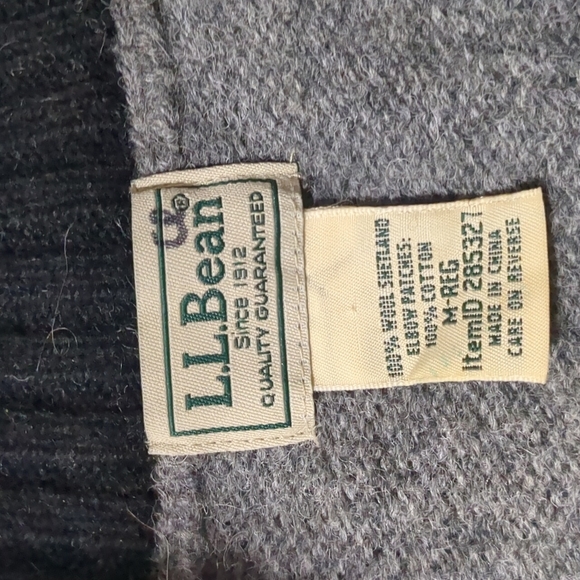 L.L.Bean®
Since 1912
QUALITY GUARANTEED
100% WOOL SHETLAND
ELBOW PATCHES:
100% COTTON
M-REG
ItemID 285327
MADE IN CHINA
CARE ON REVERSE